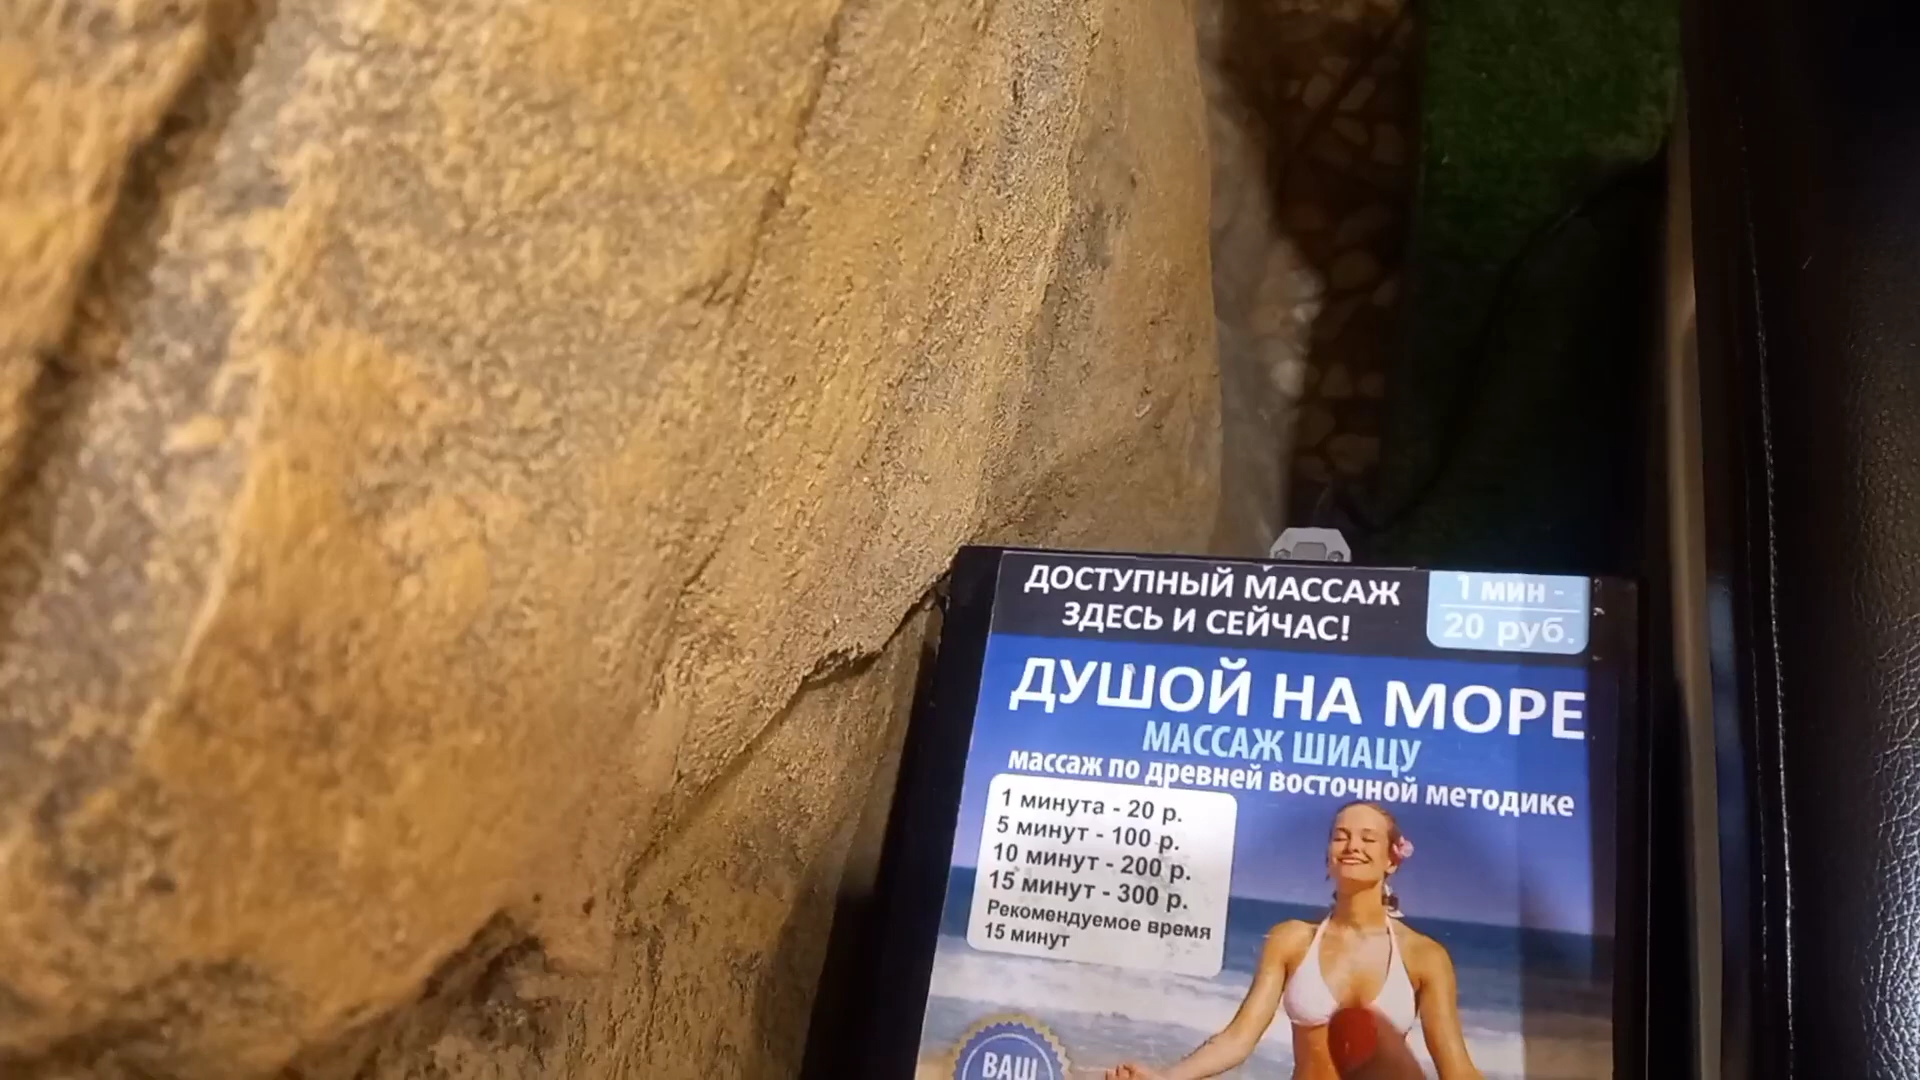 ДОСТУПНЫЙ МАССАЖ
ЗДЕСЬ И СЕЙЧАС!
1 мин -
20 руб.
ДУШОЙ НА МОРЕ
МАССАЖ ШИАЦУ
массаж по древней восточной методике
1 минута - 20 р.
5 минут - 100 р.
10 минут - 200 р.
15 минут - 300 р.
Рекомендуемое время
15 минут
ВАШ